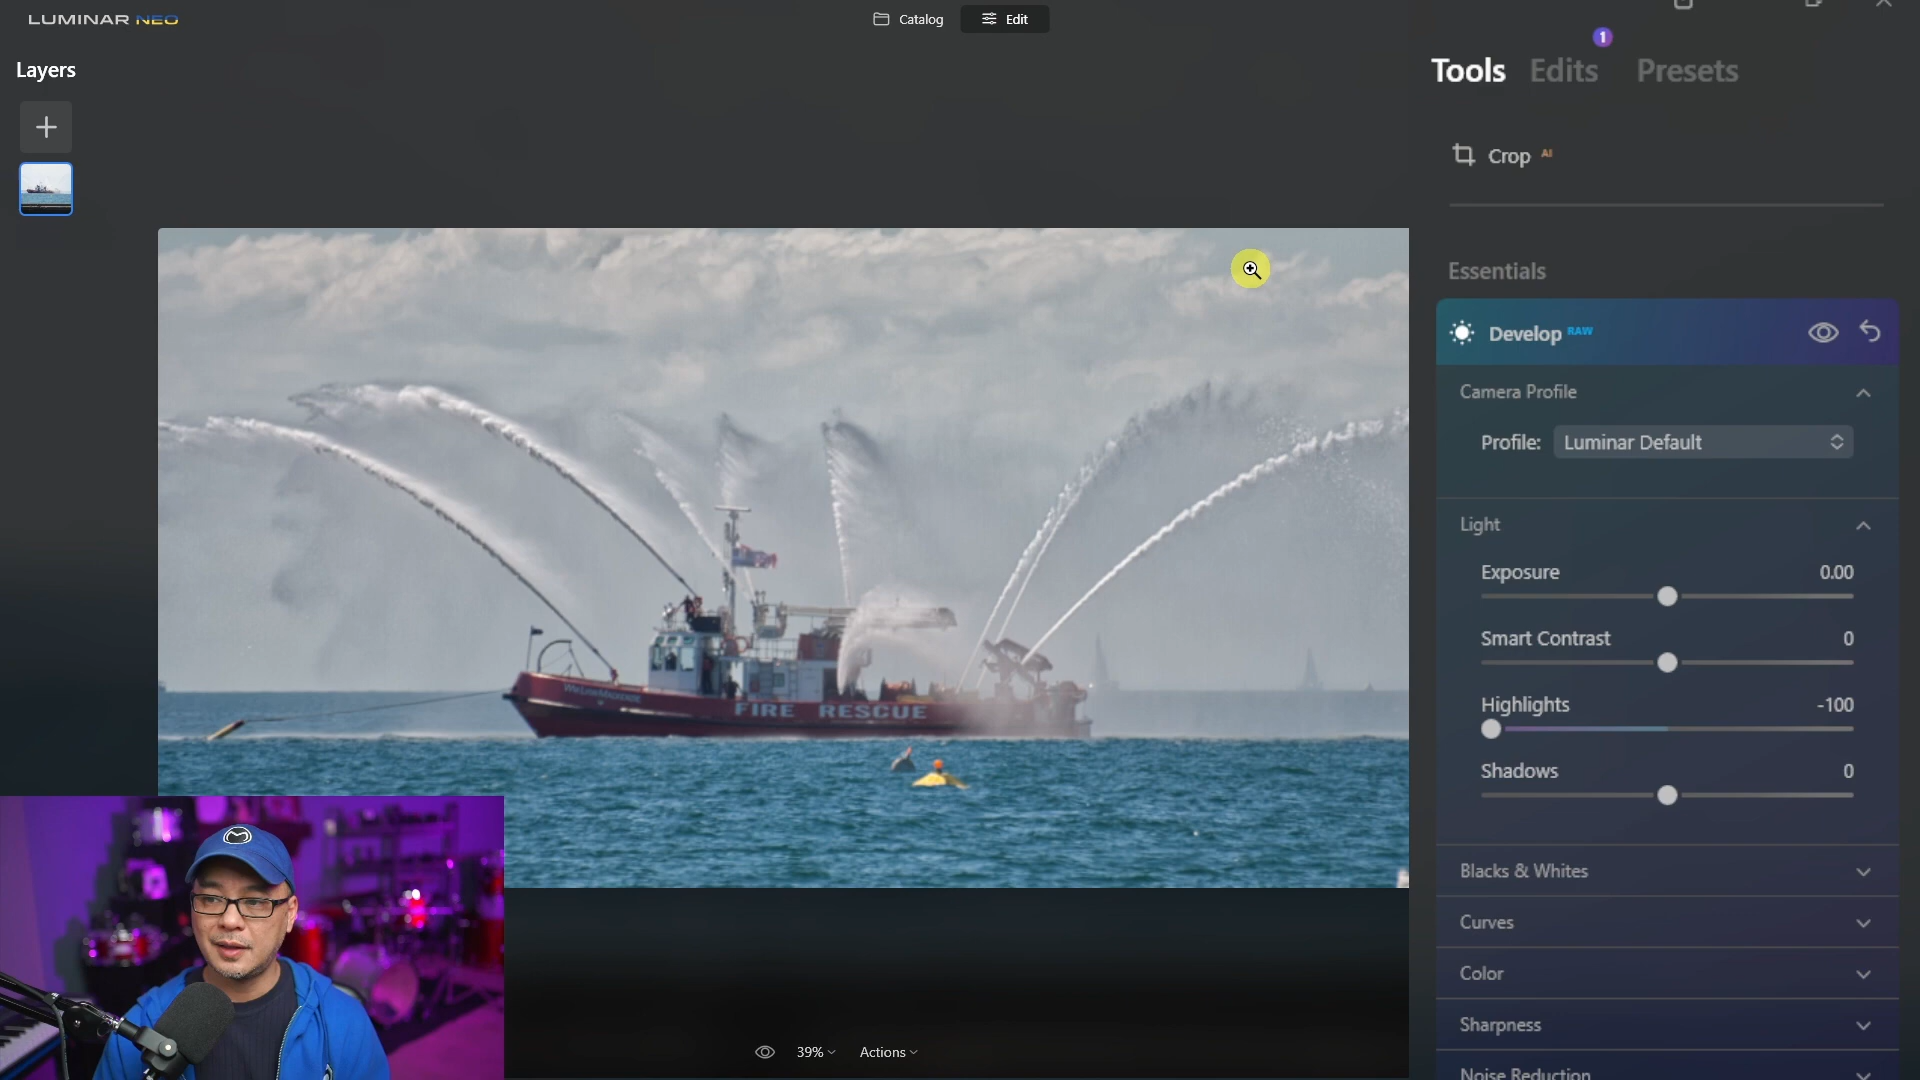 LUMINAR NEO
Catalog
Edit
Layers
1
Tools Edits Presets
Crop AI
Essentials
Develop RAW
Camera Profile
Profile: Luminar Default
Light
Exposure 0.00
Smart Contrast 0
Highlights -100
Shadows 0
Blacks & Whites
Curves
Color
Sharpness
Noise Reduction
FIRE RESCUE
39%
Actions